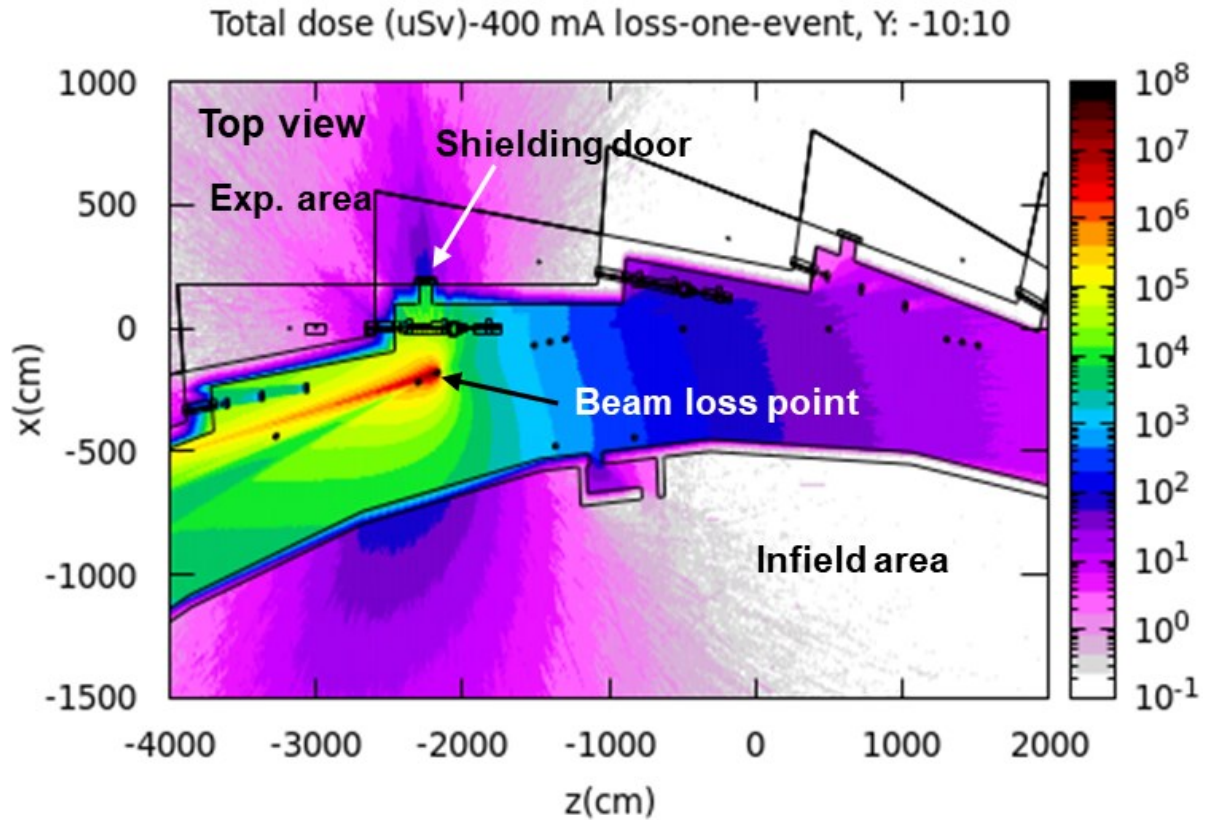 Total dose (uSv)-400 mA loss-one-event, Y: -10:10
1000
500
0
-500
-1000
-1500
x(cm)
Top view
Shielding door
Exp. area
Beam loss point
Infield area
10^8
10^7
10^6
10^5
10^4
10^3
10^2
10^1
10^0
10^-1
-4000 -3000 -2000 -1000 0 1000 2000
z(cm)